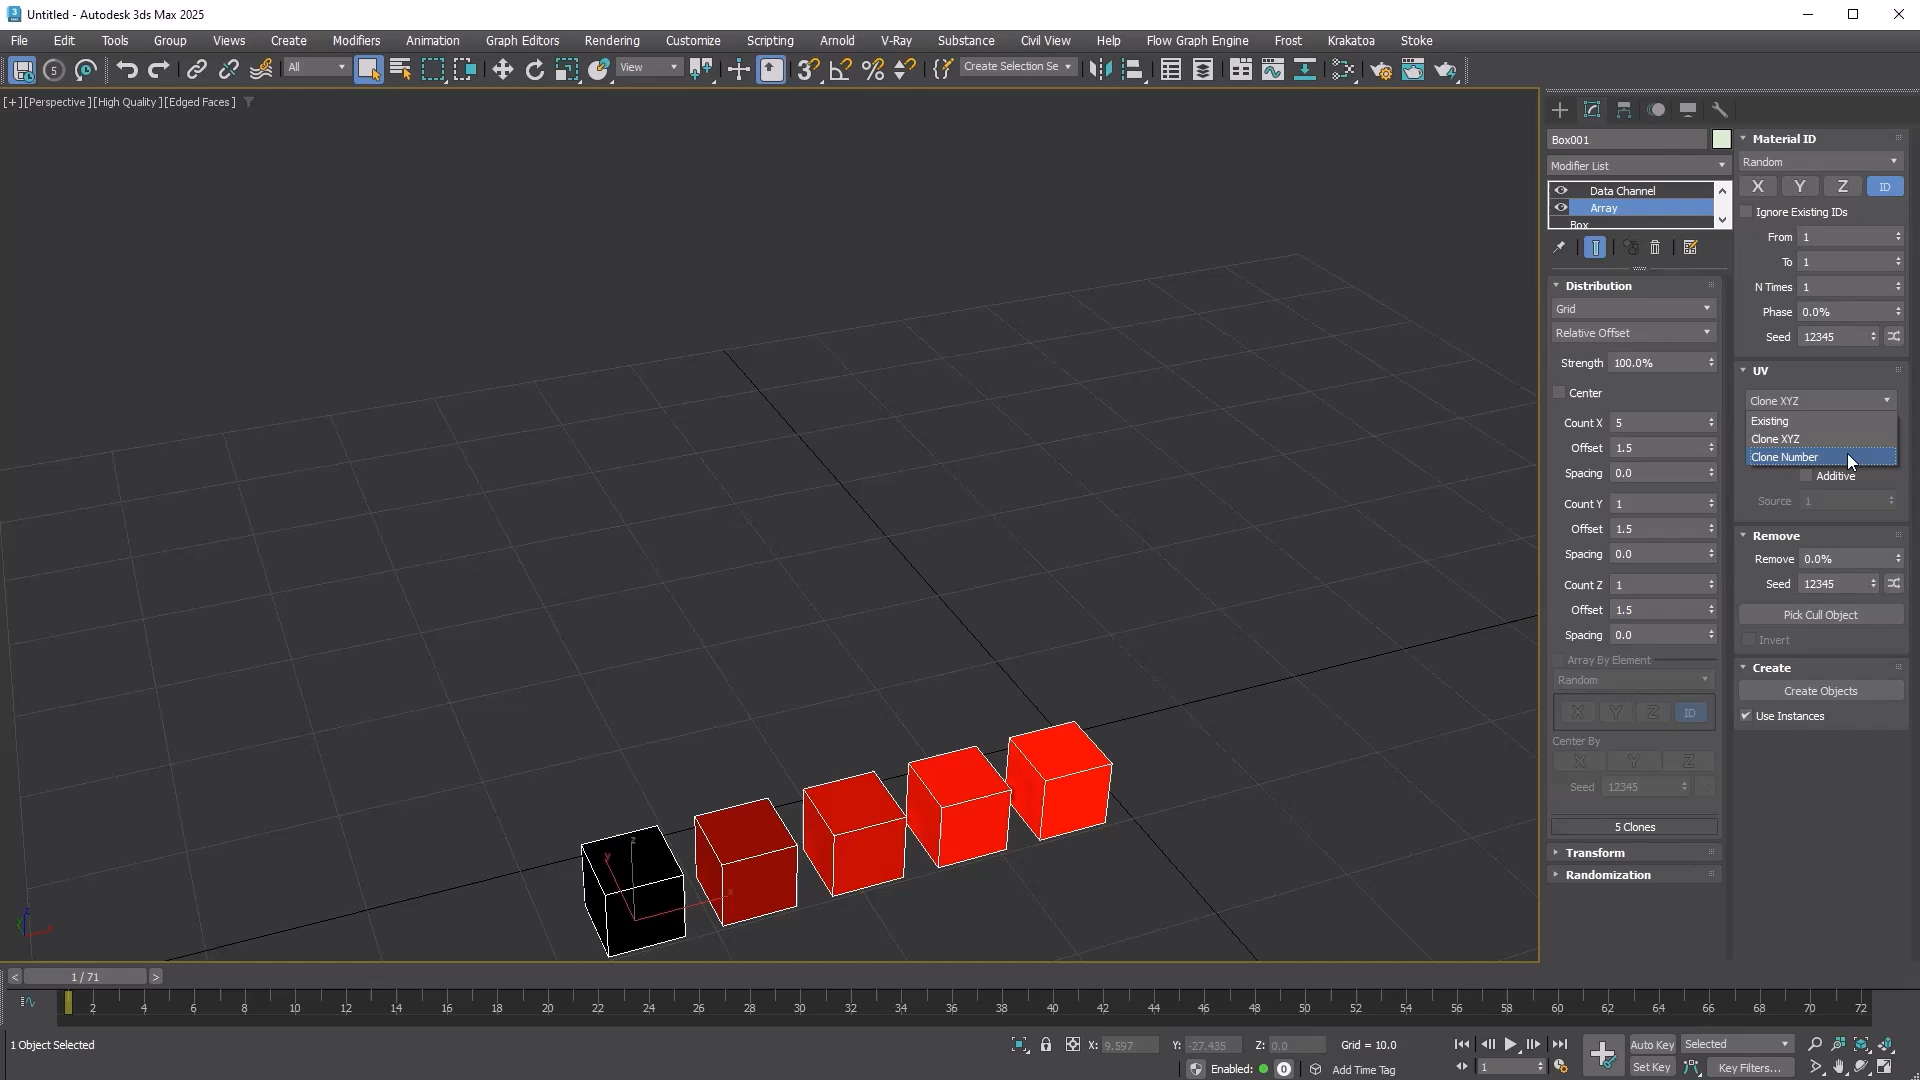 Untitled - Autodesk 3ds Max 2025
File Edit Tools Group Views Create Modifiers Animation Graph Editors Rendering Customize Scripting Arnold V-Ray Substance Civil View Help Flow Graph Engine Frost Krakatoa Stoke
5 All View Create Selection Se
[+][Perspective][High Quality][Edged Faces]
Box001
Modifier List
Data Channel
Array
Box
Distribution
Grid
Relative Offset
Strength 100.0%
Center
Count X 5
Offset 1.5
Spacing 0.0
Count Y 1
Offset 1.5
Spacing 0.0
Count Z 1
Offset 1.5
Spacing 0.0
Array By Element
Random
X Y Z ID
Center By
X Y Z
Seed 12345
5 Clones
Transform
Randomization
Material ID
Random
X Y Z ID
Ignore Existing IDs
From 1
To 1
N Times 1
Phase 0.0%
Seed 12345
UV
Clone XYZ
Existing
Clone XYZ
Clone Number
Additive
Source 1
Remove
Remove 0.0%
Seed 12345
Pick Cull Object
Invert
Create
Create Objects
Use Instances
z
y
x
< 1 / 71 >
2 4 6 8 10 12 14 16 18 20 22 24 26 28 30 32 34 36 38 40 42 44 46 48 50 52 54 56 58 60 62 64 66 68 70 72
1 Object Selected
X: 9.597 Y: -27.435 Z: 0.0 Grid = 10.0
Enabled: 0 Add Time Tag
1
Auto Key Selected
Set Key Key Filters...